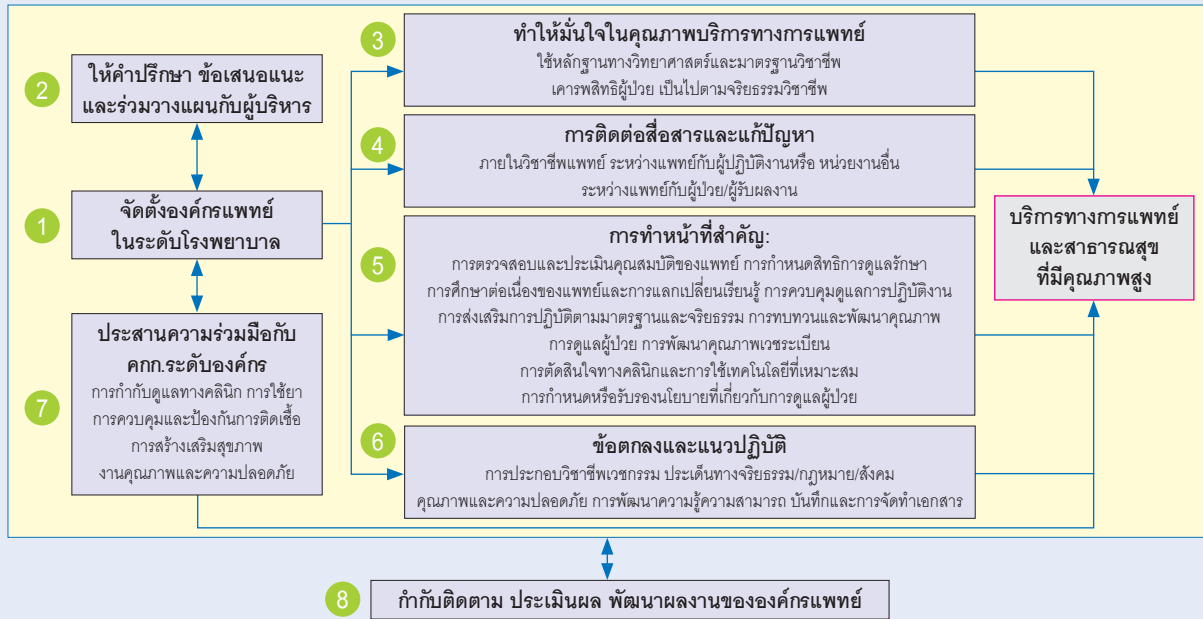 3
ทำให้มั่นใจในคุณภาพบริการทางการแพทย์
ใช้หลักฐานทางวิทยาศาสตร์และมาตรฐานวิชาชีพ
เคารพสิทธิผู้ป่วย เป็นไปตามจริยธรรมวิชาชีพ
2
ให้คำปรึกษา ข้อเสนอแนะ
และร่วมวางแผนกับผู้บริหาร
4
การติดต่อสื่อสารและแก้ปัญหา
ภายในวิชาชีพแพทย์ ระหว่างแพทย์กับผู้ปฏิบัติงานหรือ หน่วยงานอื่น
ระหว่างแพทย์กับผู้ป่วย/ผู้รับผลงาน
1
จัดตั้งองค์กรแพทย์
ในระดับโรงพยาบาล
บริการทางการแพทย์
และสาธารณสุข
ที่มีคุณภาพสูง
5
การทำหน้าที่สำคัญ:
การตรวจสอบและประเมินคุณสมบัติของแพทย์ การกำหนดสิทธิการดูแลรักษา
การศึกษาต่อเนื่องของแพทย์และการแลกเปลี่ยนเรียนรู้ การควบคุมดูแลการปฏิบัติงาน
การส่งเสริมการปฏิบัติตามมาตรฐานและจริยธรรม การทบทวนและพัฒนาคุณภาพ
การดูแลผู้ป่วย การพัฒนาคุณภาพเวชระเบียน
การตัดสินใจทางคลินิกและการใช้เทคโนโลยีที่เหมาะสม
การกำหนดหรือรับรองนโยบายที่เกี่ยวกับการดูแลผู้ป่วย
7
ประสานความร่วมมือกับ
คกก.ระดับองค์กร
การกำกับดูแลทางคลินิก การใช้ยา
การควบคุมและป้องกันการติดเชื้อ
การสร้างเสริมสุขภาพ
งานคุณภาพและความปลอดภัย
6
ข้อตกลงและแนวปฏิบัติ
การประกอบวิชาชีพเวชกรรม ประเด็นทางจริยธรรม/กฎหมาย/สังคม
คุณภาพและความปลอดภัย การพัฒนาความรู้ความสามารถ บันทึกและการจัดทำเอกสาร
8
กำกับติดตาม ประเมินผล พัฒนาผลงานขององค์กรแพทย์